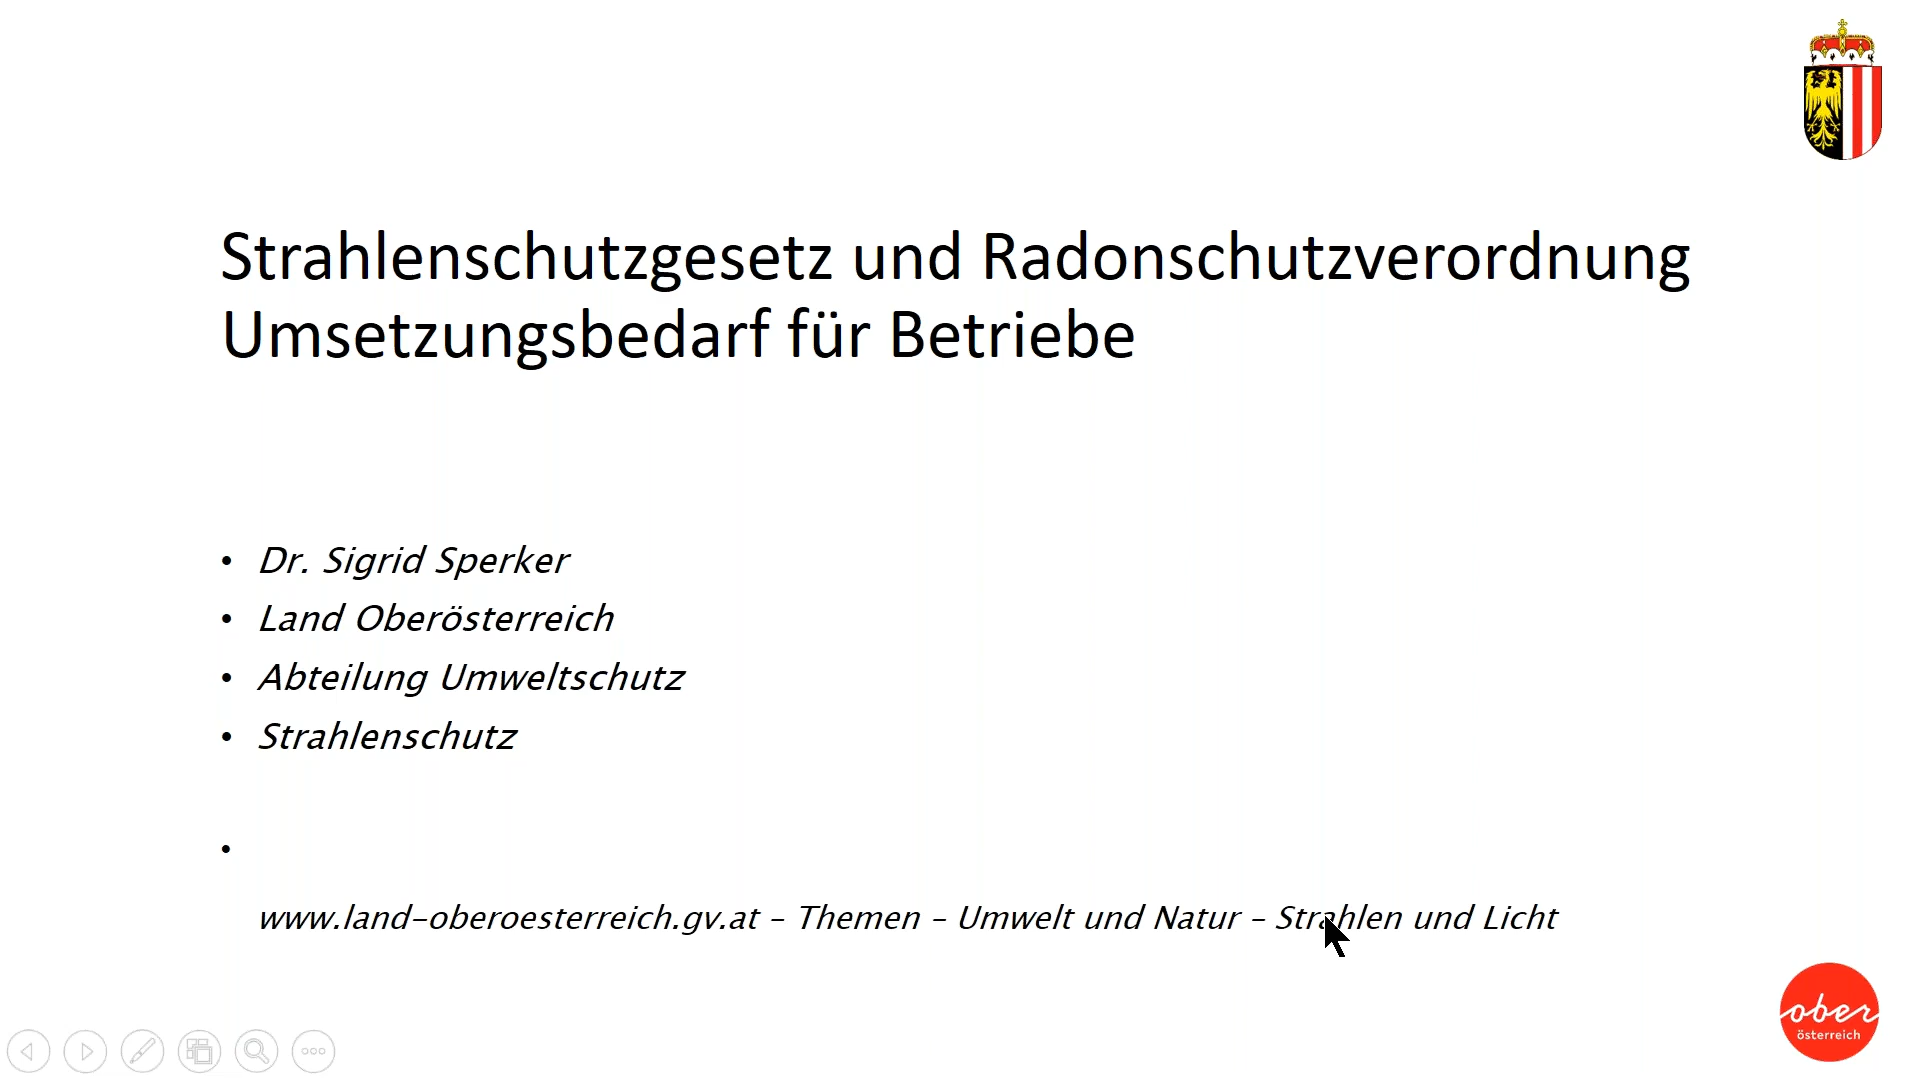 Strahlenschutzgesetz und Radonschutzverordnung
Umsetzungsbedarf für Betriebe
• Dr. Sigrid Sperker
• Land Oberösterreich
• Abteilung Umweltschutz
• Strahlenschutz
•
www.land-oberoesterreich.gv.at – Themen – Umwelt und Natur – Strahlen und Licht
ober
österreich